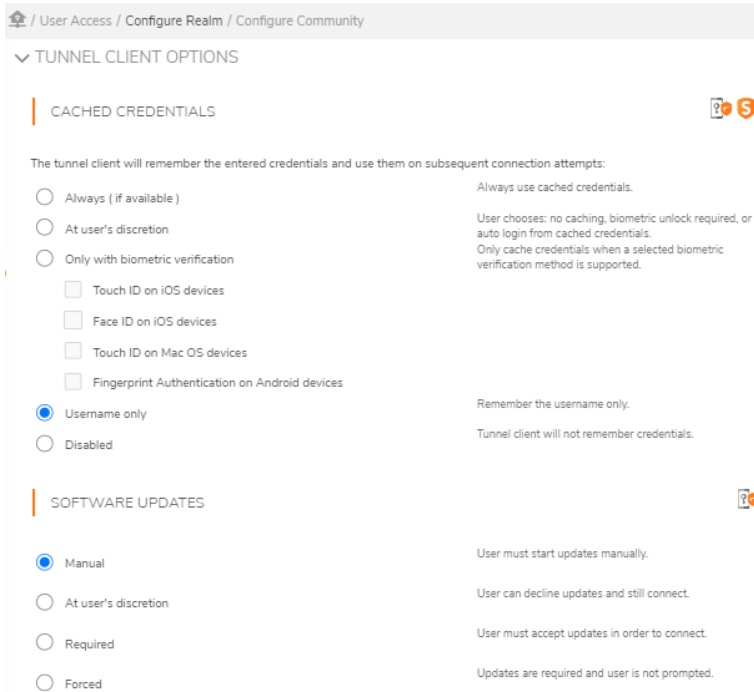 / User Access / Configure Realm / Configure Community
TUNNEL CLIENT OPTIONS
CACHED CREDENTIALS
The tunnel client will remember the entered credentials and use them on subsequent connection attempts:
Always ( if available )
Always use cached credentials.
At user's discretion
User chooses: no caching, biometric unlock required, or
auto login from cached credentials.
Only with biometric verification
Only cache credentials when a selected biometric
verification method is supported.
Touch ID on iOS devices
Face ID on iOS devices
Touch ID on Mac OS devices
Fingerprint Authentication on Android devices
Username only
Remember the username only.
Disabled
Tunnel client will not remember credentials.
SOFTWARE UPDATES
Manual
User must start updates manually.
At user's discretion
User can decline updates and still connect.
Required
User must accept updates in order to connect.
Forced
Updates are required and user is not prompted.